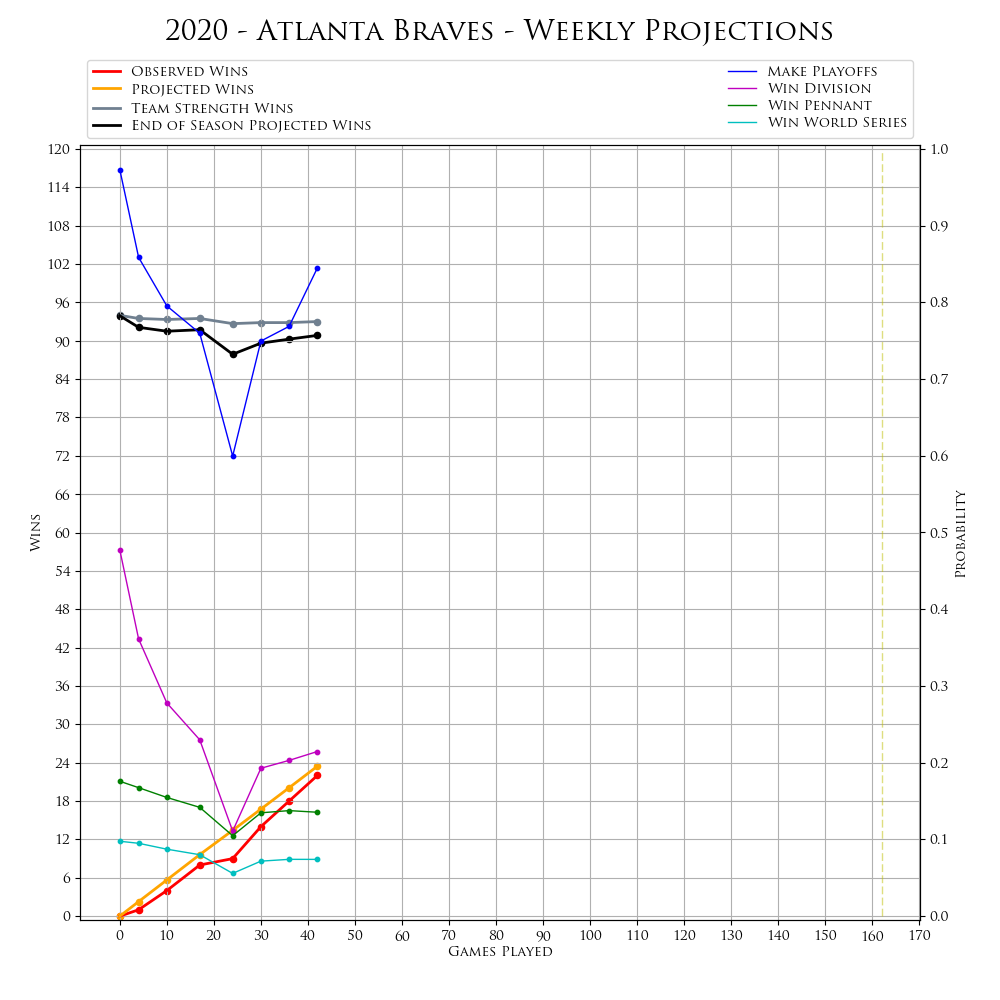 2020 - Atlanta Braves - Weekly Projections
Observed Wins
Projected Wins
Team Strength Wins
End of Season Projected Wins
Make Playoffs
Win Division
Win Pennant
Win World Series
120
114
108
102
96
90
84
78
72
66
60
54
48
42
36
30
24
18
12
6
0
Wins
1.0
0.9
0.8
0.7
0.6
0.5
0.4
0.3
0.2
0.1
0.0
Probability
0 10 20 30 40 50 60 70 80 90 100 110 120 130 140 150 160 170
Games Played